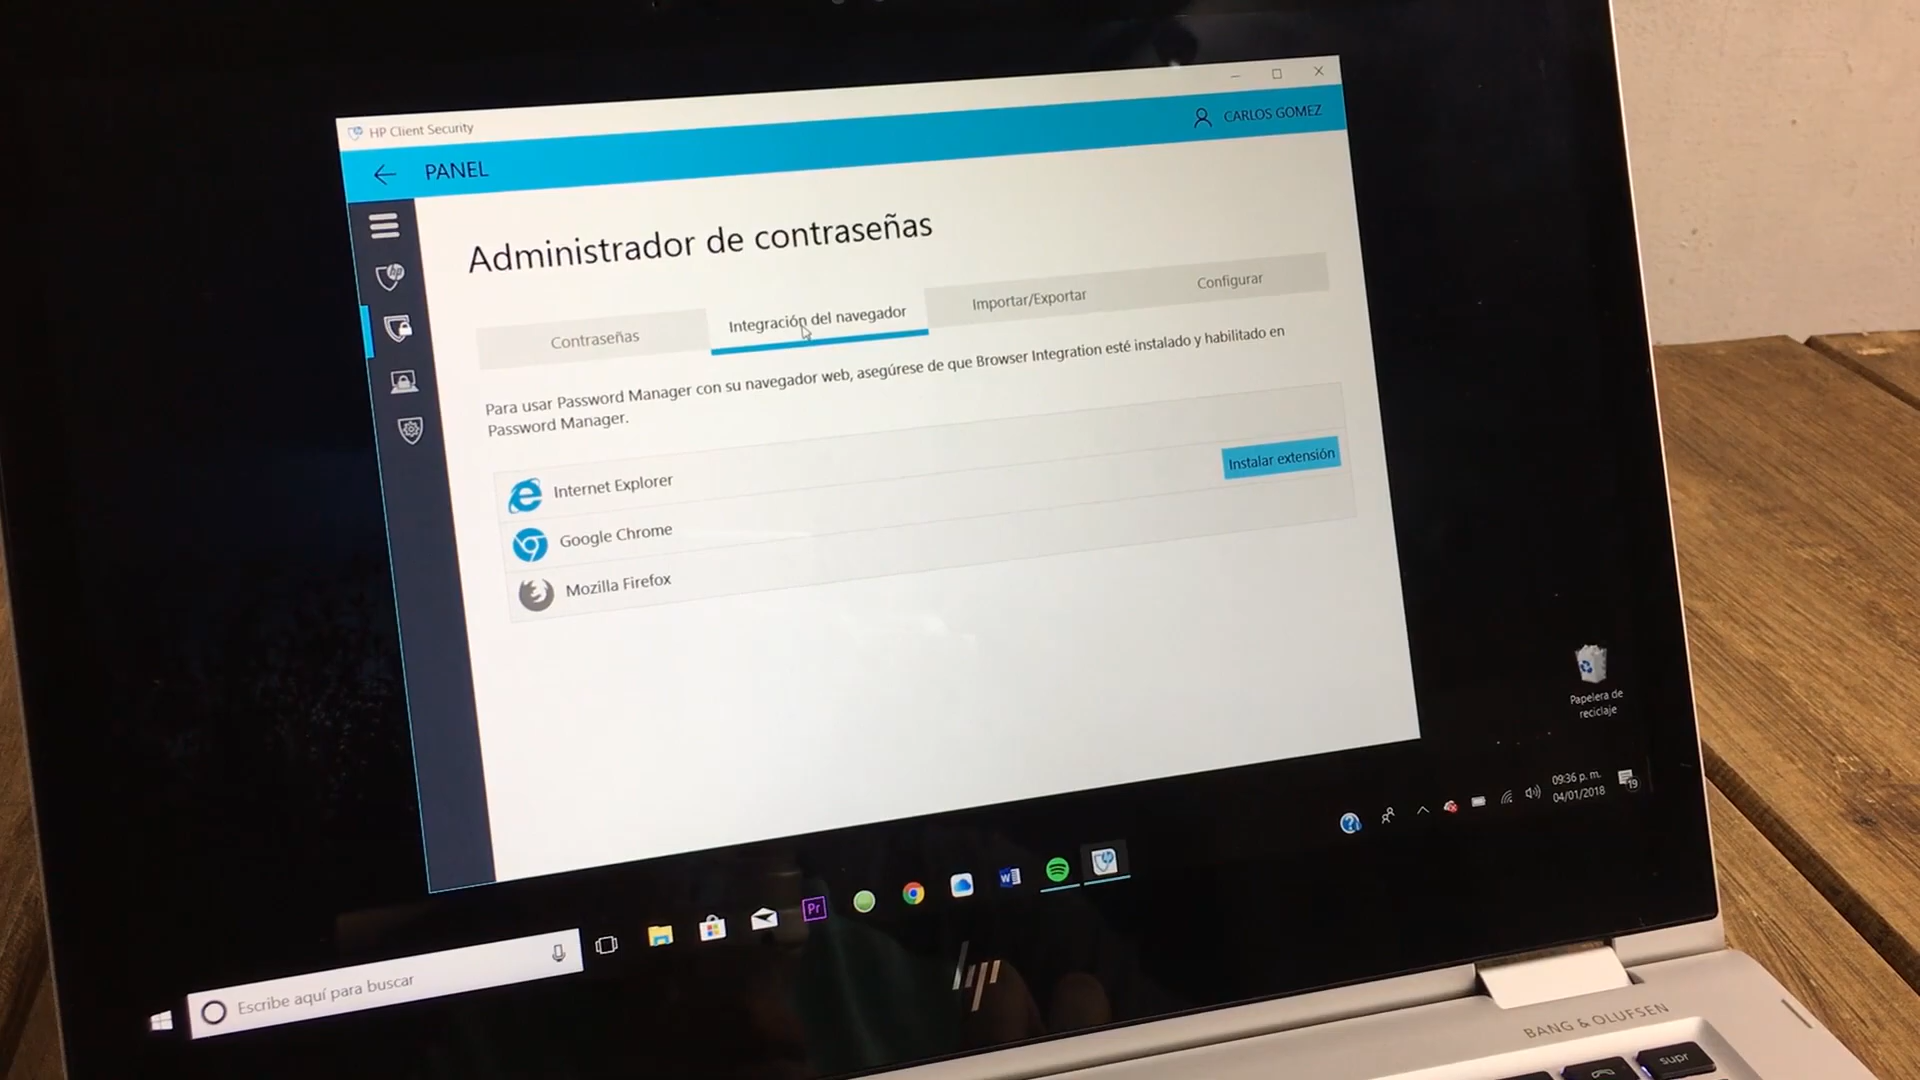 HP Client Security
PANEL
CARLOS GOMEZ
Administrador de contraseñas
Contraseñas
Integración del navegador
Importar/Exportar
Configurar
Para usar Password Manager con su navegador web, asegúrese de que Browser Integration esté instalado y habilitado en
Password Manager.
Internet Explorer
Instalar extensión
Google Chrome
Mozilla Firefox
Papelera de
reciclaje
09:36 p. m.
04/01/2018
19
Pr
W
Escribe aquí para buscar
hp
BANG & OLUFSEN
supr